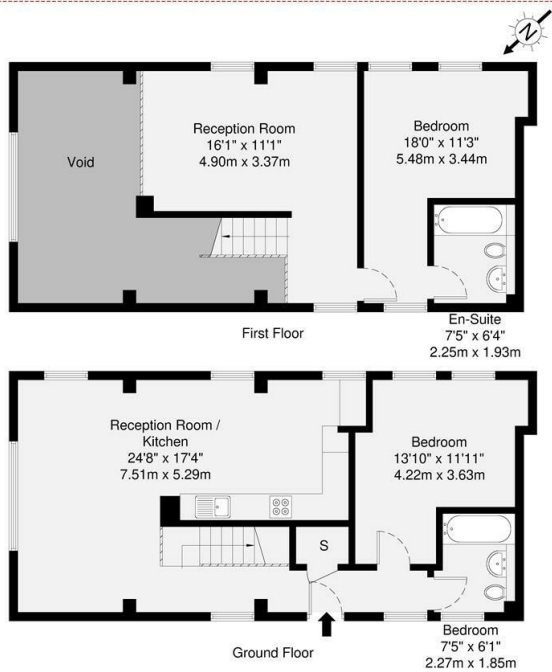 N
Void
Reception Room
16'1" x 11'1"
4.90m x 3.37m
Bedroom
18'0" x 11'3"
5.48m x 3.44m
First Floor
En-Suite
7'5" x 6'4"
2.25m x 1.93m
Reception Room /
Kitchen
24'8" x 17'4"
7.51m x 5.29m
Bedroom
13'10" x 11'11"
4.22m x 3.63m
S
Ground Floor
Bedroom
7'5" x 6'1"
2.27m x 1.85m